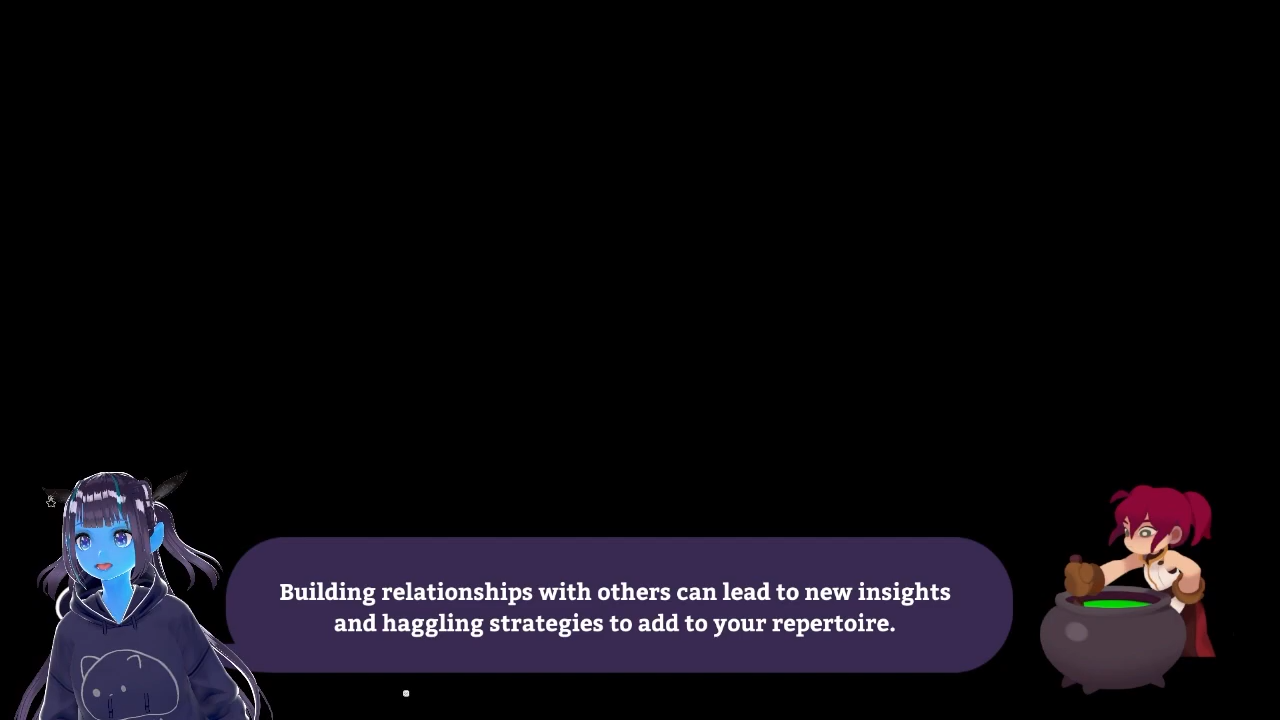 Building relationships with others can lead to new insights
and haggling strategies to add to your repertoire.